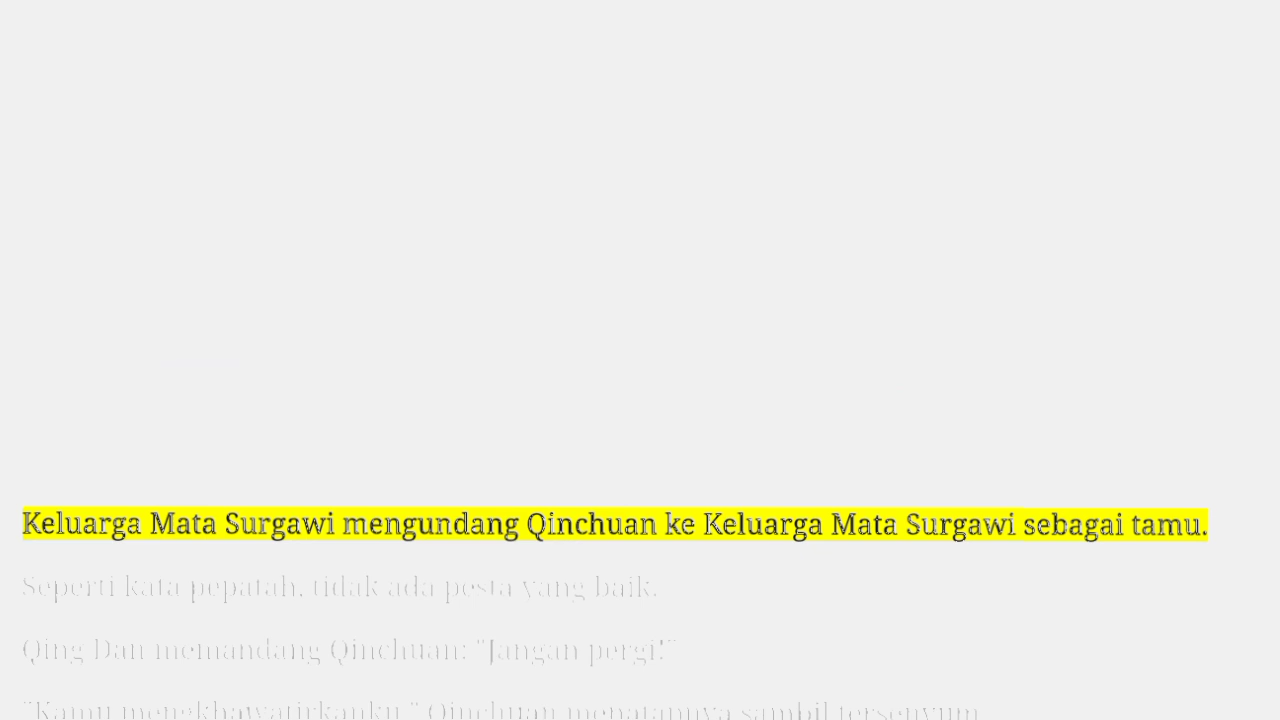 Keluarga Mata Surgawi mengundang Qinchuan ke Keluarga Mata Surgawi sebagai tamu.
Seperti kata pepatah, tidak ada pesta yang baik.
Qing Dan memandang Qinchuan: "Jangan pergi!"
"Kamu mengkhawatirkanku." Qinchuan menatapnya sambil tersenyum